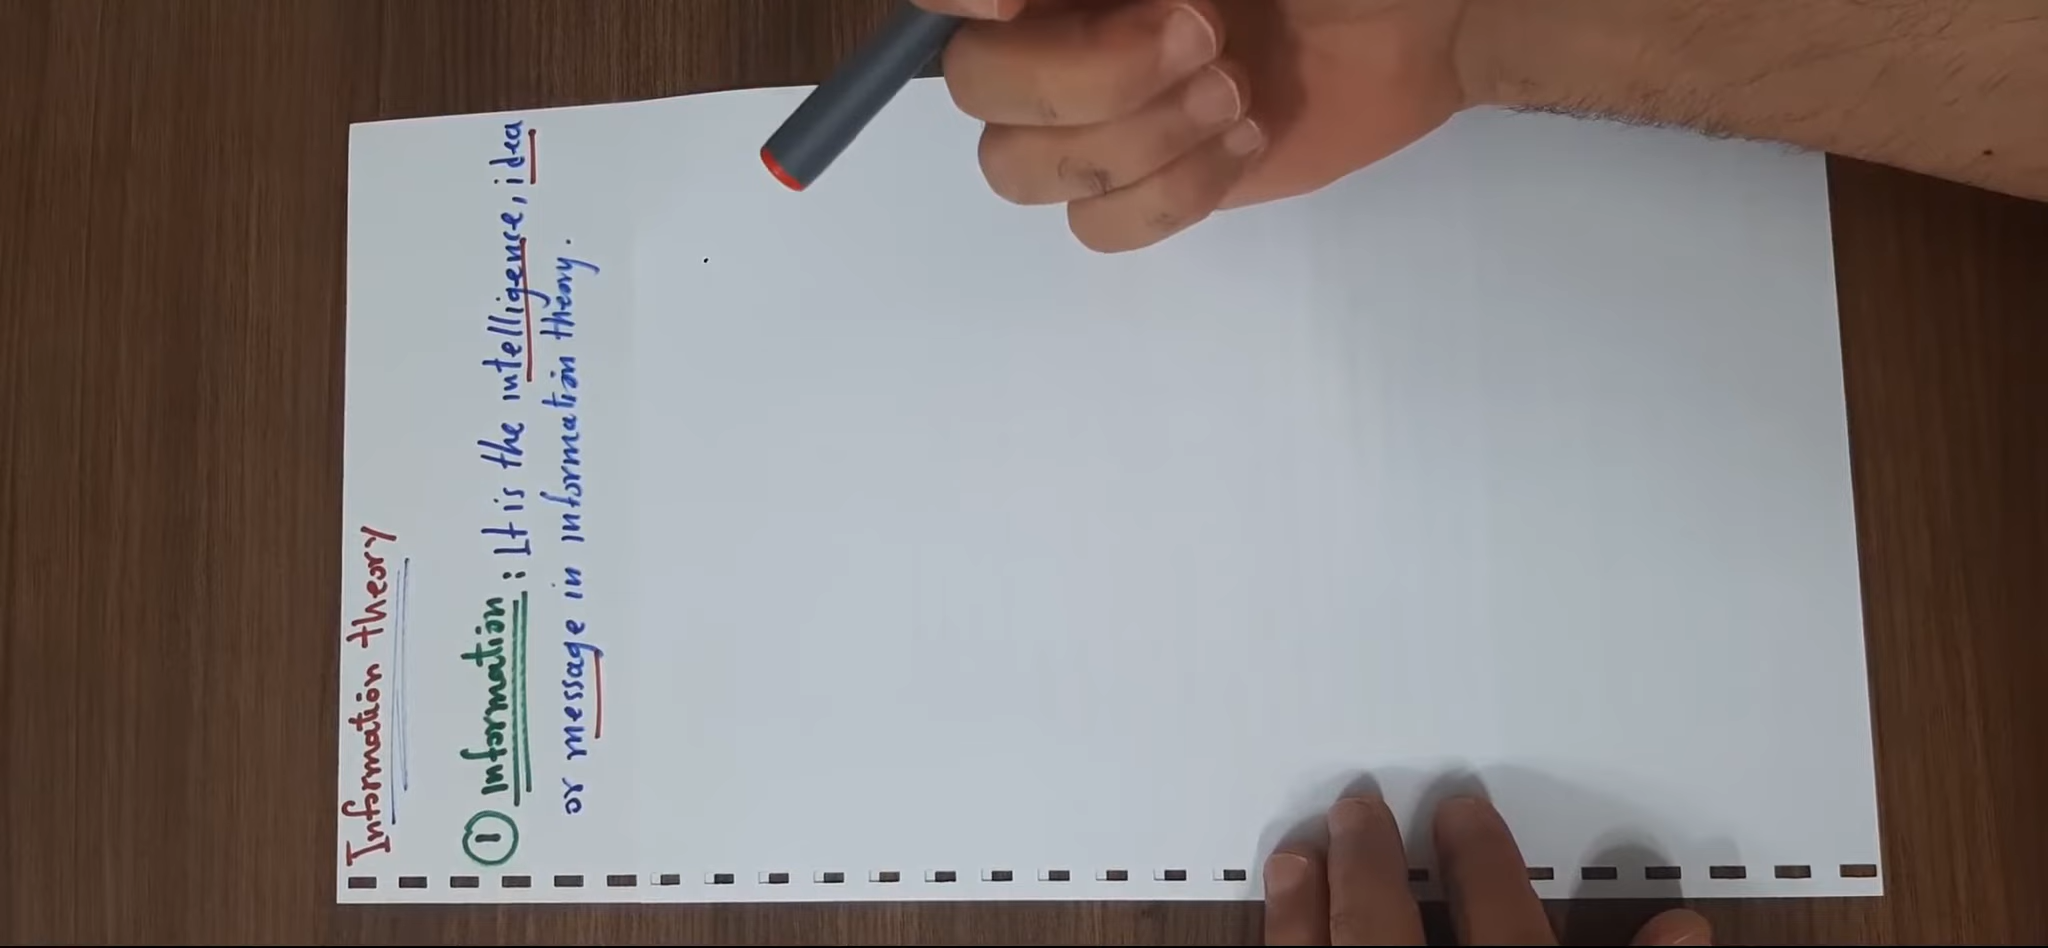 Information theory
① Information : It is the intelligence, idea
or message in information theory.